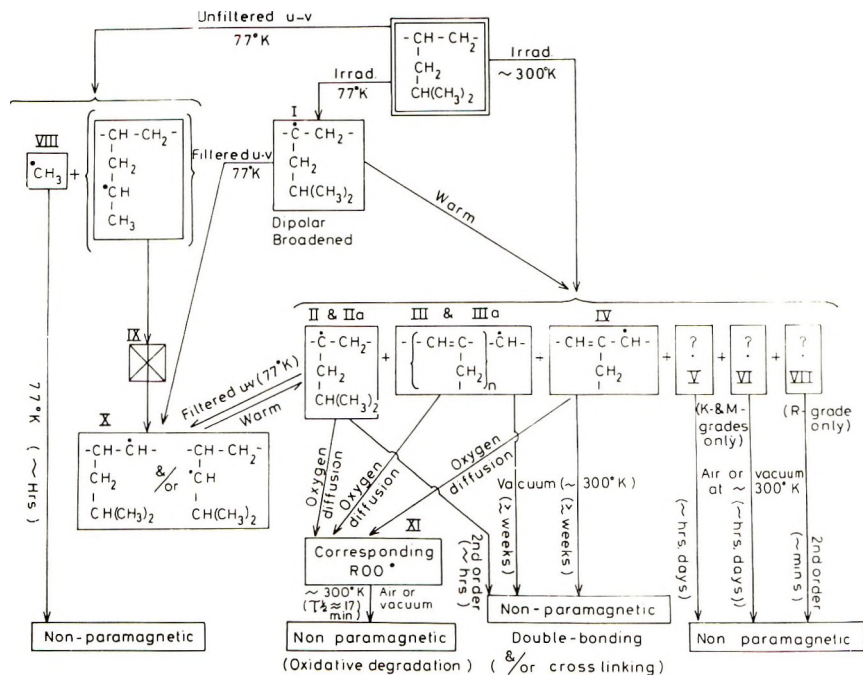 Unfiltered u-v
77°K
-CH-CH₂-
CH₂
CH(CH₃)₂
Irrad.
77°K
Irrad.
~ 300°K
VIII
•CH₃
+
-CH-CH₂-
CH₂
•CH
CH₃
Filtered u-v
77°K
I
-Ċ-CH₂-
CH₂
CH(CH₃)₂
Dipolar
Broadened
Warm
II & IIa
-Ċ-CH₂-
CH₂
CH(CH₃)₂
+
III & IIIa
-{-CH=C-
CH₂}n
-ĊH-
+
IV
-CH=C-ĊH-
CH₂
+
?
•
V
+
?
•
VI
+
?
•
VII
(K-&M-
grades
only)
(R-grade
only)
IX
Filtered u-v (77°K)
Warm
X
-CH-ĊH-
CH₂
CH(CH₃)₂
&/or
-CH-CH₂-
•CH
CH(CH₃)₂
77°K (~Hrs)
Oxygen
diffusion
Oxygen
diffusion
Oxygen
diffusion
Vacuum (~ 300°K)
(≳ weeks)
(≳ weeks)
2nd order
(~ hrs)
Air or vacuum
at ~ 300°K
(~hrs, days)
(~hrs, days)
2nd order
(~mins)
XI
Corresponding
ROO•
~ 300°K
(T½≈17)
min
Air or
vacuum
Non-paramagnetic
Non paramagnetic
(Oxidative degradation)
Non-paramagnetic
Double-bonding
(&/or cross linking)
Non paramagnetic